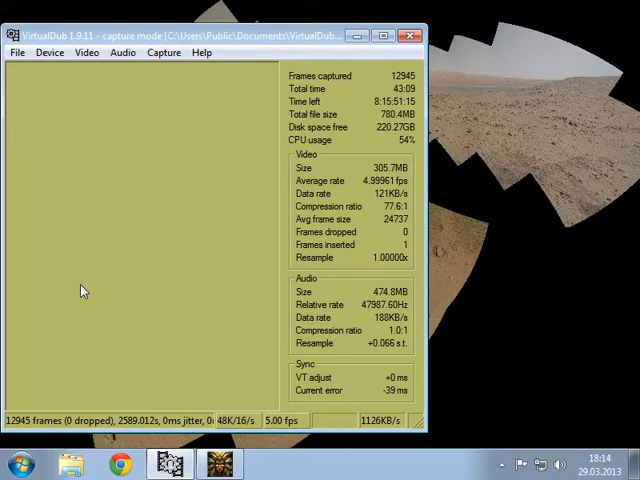 VirtualDub 1.9.11 - capture mode [C:\Users\Public\Documents\VirtualDub...
File Device Video Audio Capture Help
Frames captured 12945
Total time 43:09
Time left 8:15:51:15
Total file size 780.4MB
Disk space free 220.27GB
CPU usage 54%
Video
Size 305.7MB
Average rate 4.99961 fps
Data rate 121KB/s
Compression ratio 77.6:1
Avg frame size 24737
Frames dropped 0
Frames inserted 1
Resample 1.00000x
Audio
Size 474.8MB
Relative rate 47987.60Hz
Data rate 188KB/s
Compression ratio 1.0:1
Resample +0.066 s.t.
Sync
VT adjust +0 ms
Current error -39 ms
12945 frames (0 dropped), 2589.012s, 0ms jitter, 0 48K/16/s 5.00 fps 1126KB/s
18:14
29.03.2013